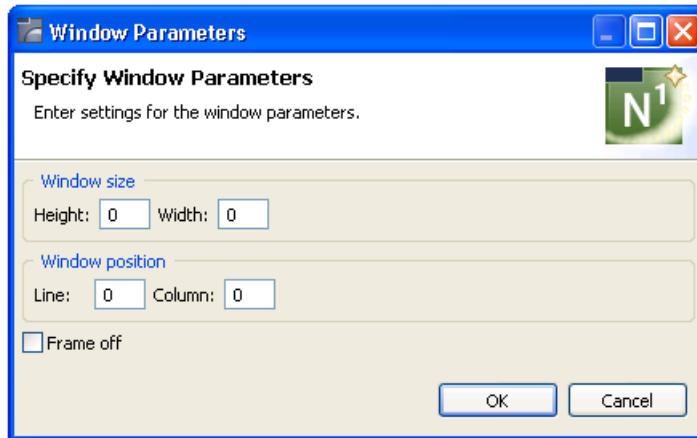 Window Parameters
Specify Window Parameters
Enter settings for the window parameters.
N1
Window size
Height: 0 Width: 0
Window position
Line: 0 Column: 0
Frame off
OK Cancel